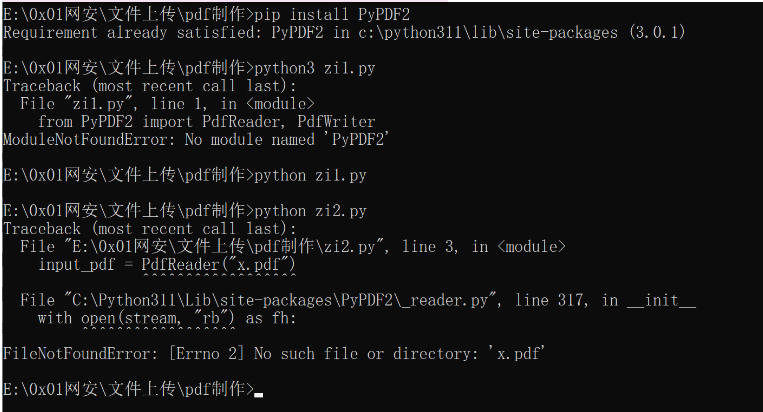 E:\0x01网安\文件上传\pdf制作>pip install PyPDF2
Requirement already satisfied: PyPDF2 in c:\python311\lib\site-packages (3.0.1)
E:\0x01网安\文件上传\pdf制作>python3 zi1.py
Traceback (most recent call last):
  File "zi1.py", line 1, in <module>
    from PyPDF2 import PdfReader, PdfWriter
ModuleNotFoundError: No module named 'PyPDF2'
E:\0x01网安\文件上传\pdf制作>python zi1.py
E:\0x01网安\文件上传\pdf制作>python zi2.py
Traceback (most recent call last):
  File "E:\0x01网安\文件上传\pdf制作\zi2.py", line 3, in <module>
    input_pdf = PdfReader("x.pdf")
                ^^^^^^^^^^^^^^^^^^
  File "C:\Python311\Lib\site-packages\PyPDF2\_reader.py", line 317, in __init__
    with open(stream, "rb") as fh:
         ^^^^^^^^^^^^^^^^^^
FileNotFoundError: [Errno 2] No such file or directory: 'x.pdf'
E:\0x01网安\文件上传\pdf制作>